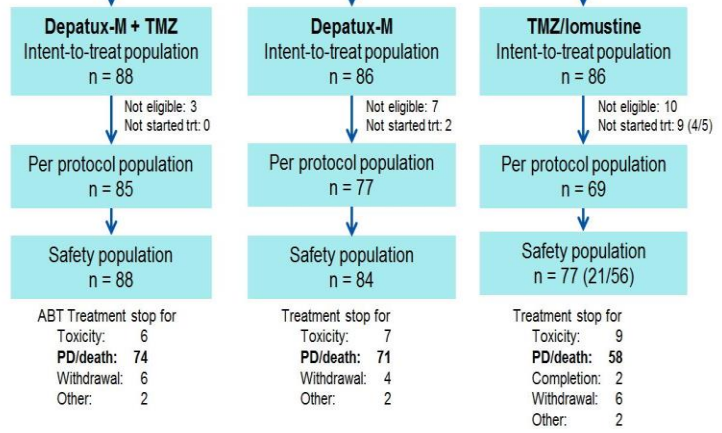 Depatux-M + TMZ
Intent-to-treat population
n = 88
Not eligible: 3
Not started trt: 0
Per protocol population
n = 85
Safety population
n = 88
ABT Treatment stop for
Toxicity: 6
PD/death: 74
Withdrawal: 6
Other: 2
Depatux-M
Intent-to-treat population
n = 86
Not eligible: 7
Not started trt: 2
Per protocol population
n = 77
Safety population
n = 84
Treatment stop for
Toxicity: 7
PD/death: 71
Withdrawal: 4
Other: 2
TMZ/lomustine
Intent-to-treat population
n = 86
Not eligible: 10
Not started trt: 9 (4/5)
Per protocol population
n = 69
Safety population
n = 77 (21/56)
Treatment stop for
Toxicity: 9
PD/death: 58
Completion: 2
Withdrawal: 6
Other: 2